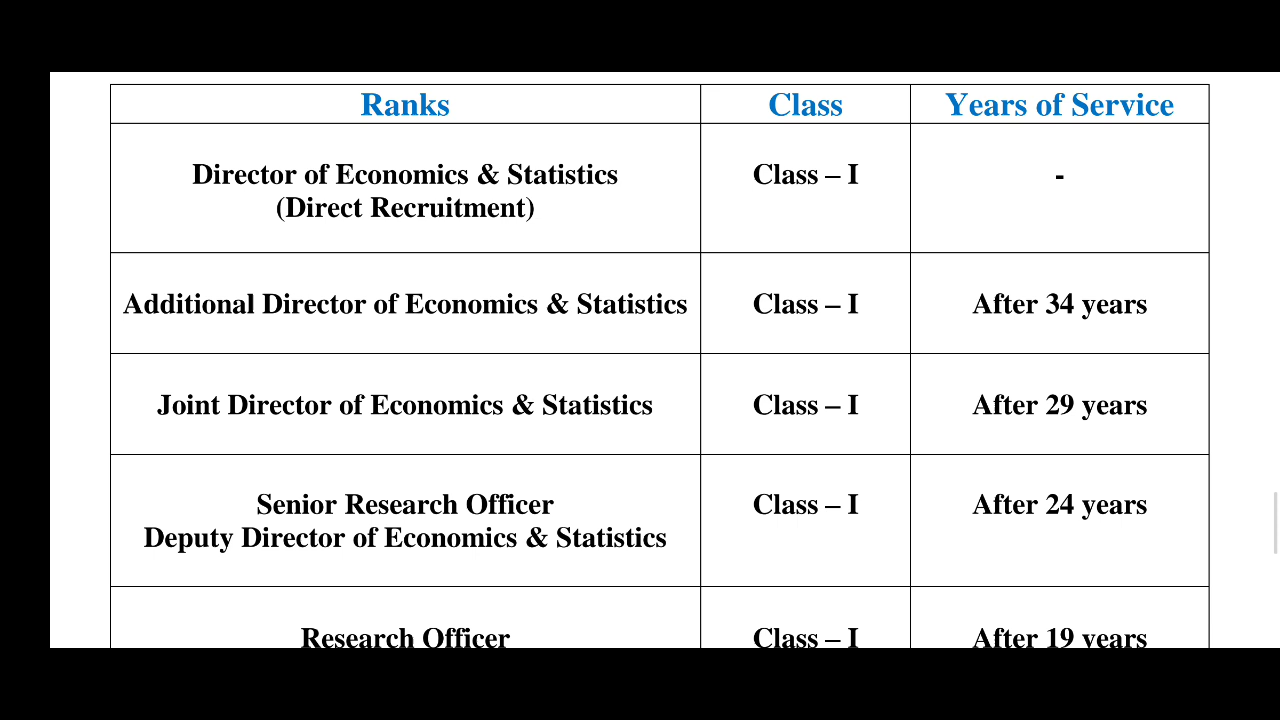 Ranks Class Years of Service
Director of Economics & Statistics Class – I -
(Direct Recruitment)
Additional Director of Economics & Statistics Class – I After 34 years
Joint Director of Economics & Statistics Class – I After 29 years
Senior Research Officer Class – I After 24 years
Deputy Director of Economics & Statistics
Research Officer Class – I After 19 years